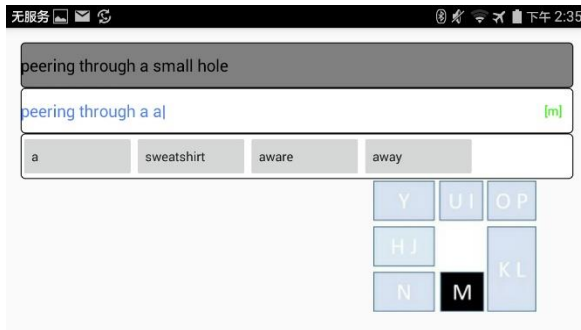 无服务 下午 2:35
peering through a small hole
peering through a a
[m]
a sweatshirt aware away
Y U I O P
H J
K L
N M